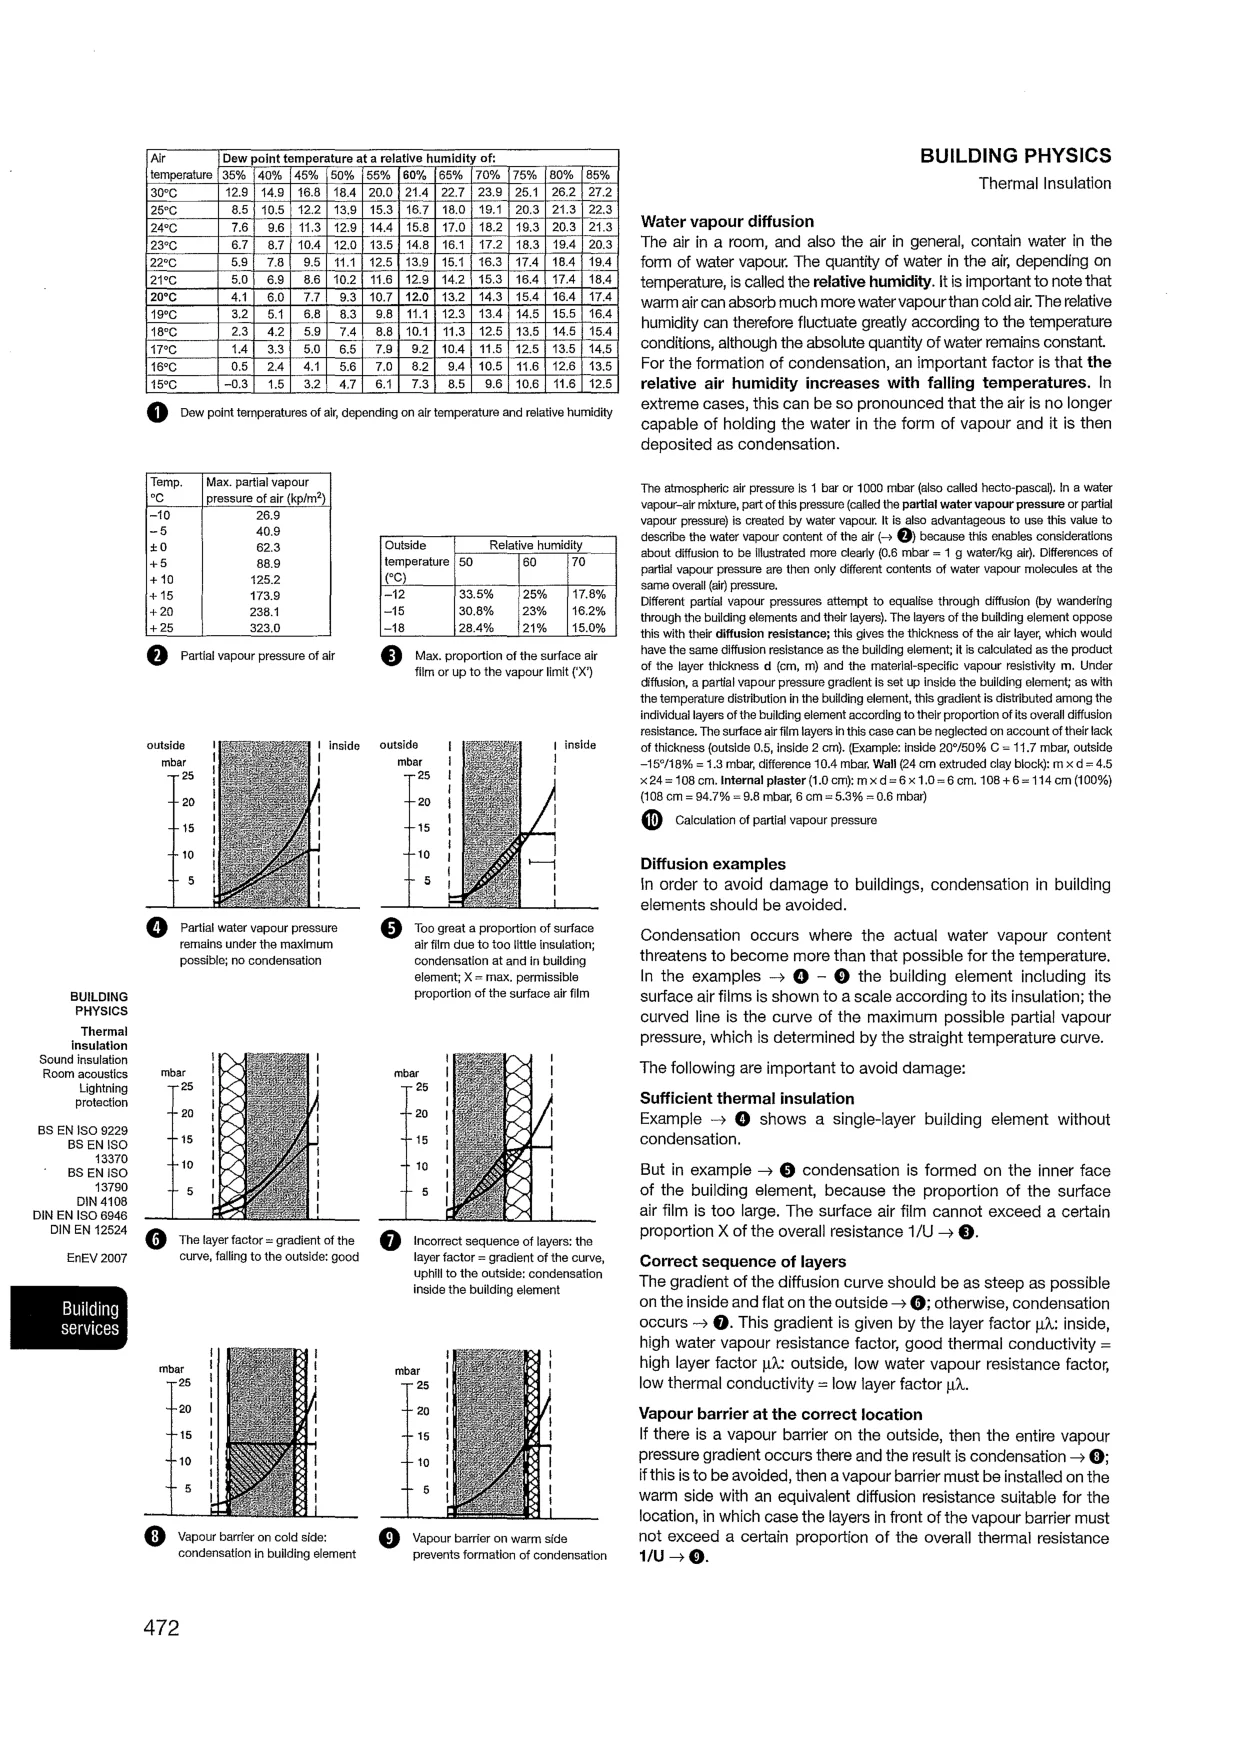 BUILDING PHYSICS
Thermal Insulation
Air temperature | Dew point temperature at a relative humidity of:
35% | 40% | 45% | 50% | 55% | 60% | 65% | 70% | 75% | 80% | 85%
30°C | 12.9 | 14.9 | 16.8 | 18.4 | 20.0 | 21.4 | 22.7 | 23.9 | 25.1 | 26.2 | 27.2
25°C | 8.5 | 10.5 | 12.2 | 13.9 | 15.3 | 16.7 | 18.0 | 19.1 | 20.3 | 21.3 | 22.3
24°C | 7.6 | 9.6 | 11.3 | 12.9 | 14.4 | 15.8 | 17.0 | 18.2 | 19.3 | 20.3 | 21.3
23°C | 6.7 | 8.7 | 10.4 | 12.0 | 13.5 | 14.8 | 16.1 | 17.2 | 18.3 | 19.4 | 20.3
22°C | 5.9 | 7.8 | 9.5 | 11.1 | 12.5 | 13.9 | 15.1 | 16.3 | 17.4 | 18.4 | 19.4
21°C | 5.0 | 6.9 | 8.6 | 10.2 | 11.6 | 12.9 | 14.2 | 15.3 | 16.4 | 17.4 | 18.4
20°C | 4.1 | 6.0 | 7.7 | 9.3 | 10.7 | 12.0 | 13.2 | 14.3 | 15.4 | 16.4 | 17.4
19°C | 3.2 | 5.1 | 6.8 | 8.3 | 9.8 | 11.1 | 12.3 | 13.4 | 14.5 | 15.5 | 16.4
18°C | 2.3 | 4.2 | 5.9 | 7.4 | 8.8 | 10.1 | 11.3 | 12.5 | 13.5 | 14.5 | 15.4
17°C | 1.4 | 3.3 | 5.0 | 6.5 | 7.9 | 9.2 | 10.4 | 11.5 | 12.5 | 13.5 | 14.5
16°C | 0.5 | 2.4 | 4.1 | 5.6 | 7.0 | 8.2 | 9.4 | 10.5 | 11.6 | 12.6 | 13.5
15°C | –0.3 | 1.5 | 3.2 | 4.7 | 6.1 | 7.3 | 8.5 | 9.6 | 10.6 | 11.6 | 12.5
1 Dew point temperatures of air, depending on air temperature and relative humidity
Temp. °C | Max. partial vapour pressure of air (kp/m²)
–10 | 26.9
–5 | 40.9
±0 | 62.3
+5 | 88.9
+10 | 125.2
+15 | 173.9
+20 | 238.1
+25 | 323.0
2 Partial vapour pressure of air
Outside temperature (°C) | Relative humidity
50 | 60 | 70
–12 | 33.5% | 25% | 17.8%
–15 | 30.8% | 23% | 16.2%
–18 | 28.4% | 21% | 15.0%
3 Max. proportion of the surface air
film or up to the vapour limit ('X')
outside
inside
mbar
25
20
15
10
5
4 Partial water vapour pressure
remains under the maximum
possible; no condensation
outside
inside
mbar
25
20
15
10
5
5 Too great a proportion of surface
air film due to too little insulation;
condensation at and in building
element; X = max. permissible
proportion of the surface air film
mbar
25
20
15
10
5
6 The layer factor = gradient of the
curve, falling to the outside: good
mbar
25
20
15
10
5
7 Incorrect sequence of layers: the
layer factor = gradient of the curve,
uphill to the outside: condensation
inside the building element
mbar
25
20
15
10
5
8 Vapour barrier on cold side:
condensation in building element
mbar
25
20
15
10
5
9 Vapour barrier on warm side
prevents formation of condensation
BUILDING
PHYSICS
Thermal
insulation
Sound insulation
Room acoustics
Lightning
protection
BS EN ISO 9229
BS EN ISO
13370
BS EN ISO
13790
DIN 4108
DIN EN ISO 6946
DIN EN 12524
EnEV 2007
Building
services
Water vapour diffusion
The air in a room, and also the air in general, contain water in the
form of water vapour. The quantity of water in the air, depending on
temperature, is called the relative humidity. It is important to note that
warm air can absorb much more water vapour than cold air. The relative
humidity can therefore fluctuate greatly according to the temperature
conditions, although the absolute quantity of water remains constant.
For the formation of condensation, an important factor is that the
relative air humidity increases with falling temperatures. In
extreme cases, this can be so pronounced that the air is no longer
capable of holding the water in the form of vapour and it is then
deposited as condensation.
The atmospheric air pressure is 1 bar or 1000 mbar (also called hecto-pascal). In a water
vapour–air mixture, part of this pressure (called the partial water vapour pressure or partial
vapour pressure) is created by water vapour. It is also advantageous to use this value to
describe the water vapour content of the air (→ 2) because this enables considerations
about diffusion to be illustrated more clearly (0.6 mbar = 1 g water/kg air). Differences of
partial vapour pressure are then only different contents of water vapour molecules at the
same overall (air) pressure.
Different partial vapour pressures attempt to equalise through diffusion (by wandering
through the building elements and their layers). The layers of the building element oppose
this with their diffusion resistance; this gives the thickness of the air layer, which would
have the same diffusion resistance as the building element; it is calculated as the product
of the layer thickness d (cm, m) and the material-specific vapour resistivity m. Under
diffusion, a partial vapour pressure gradient is set up inside the building element; as with
the temperature distribution in the building element, this gradient is distributed among the
individual layers of the building element according to their proportion of its overall diffusion
resistance. The surface air film layers in this case can be neglected on account of their lack
of thickness (outside 0.5, inside 2 cm). (Example: inside 20°/50% C = 11.7 mbar, outside
–15°/18% = 1.3 mbar, difference 10.4 mbar. Wall (24 cm extruded clay block): m x d = 4.5
x 24 = 108 cm. Internal plaster (1.0 cm): m x d = 6 x 1.0 = 6 cm. 108 + 6 = 114 cm (100%)
(108 cm = 94.7% = 9.8 mbar, 6 cm = 5.3% = 0.6 mbar)
10 Calculation of partial vapour pressure
Diffusion examples
In order to avoid damage to buildings, condensation in building
elements should be avoided.
Condensation occurs where the actual water vapour content
threatens to become more than that possible for the temperature.
In the examples → 4 – 9 the building element including its
surface air films is shown to a scale according to its insulation; the
curved line is the curve of the maximum possible partial vapour
pressure, which is determined by the straight temperature curve.
The following are important to avoid damage:
Sufficient thermal insulation
Example → 4 shows a single-layer building element without
condensation.
But in example → 5 condensation is formed on the inner face
of the building element, because the proportion of the surface
air film is too large. The surface air film cannot exceed a certain
proportion X of the overall resistance 1/U → 3.
Correct sequence of layers
The gradient of the diffusion curve should be as steep as possible
on the inside and flat on the outside → 6; otherwise, condensation
occurs → 7. This gradient is given by the layer factor µλ: inside,
high water vapour resistance factor, good thermal conductivity =
high layer factor µλ: outside, low water vapour resistance factor,
low thermal conductivity = low layer factor µλ.
Vapour barrier at the correct location
If there is a vapour barrier on the outside, then the entire vapour
pressure gradient occurs there and the result is condensation → 8;
if this is to be avoided, then a vapour barrier must be installed on the
warm side with an equivalent diffusion resistance suitable for the
location, in which case the layers in front of the vapour barrier must
not exceed a certain proportion of the overall thermal resistance
1/U → 9.
472